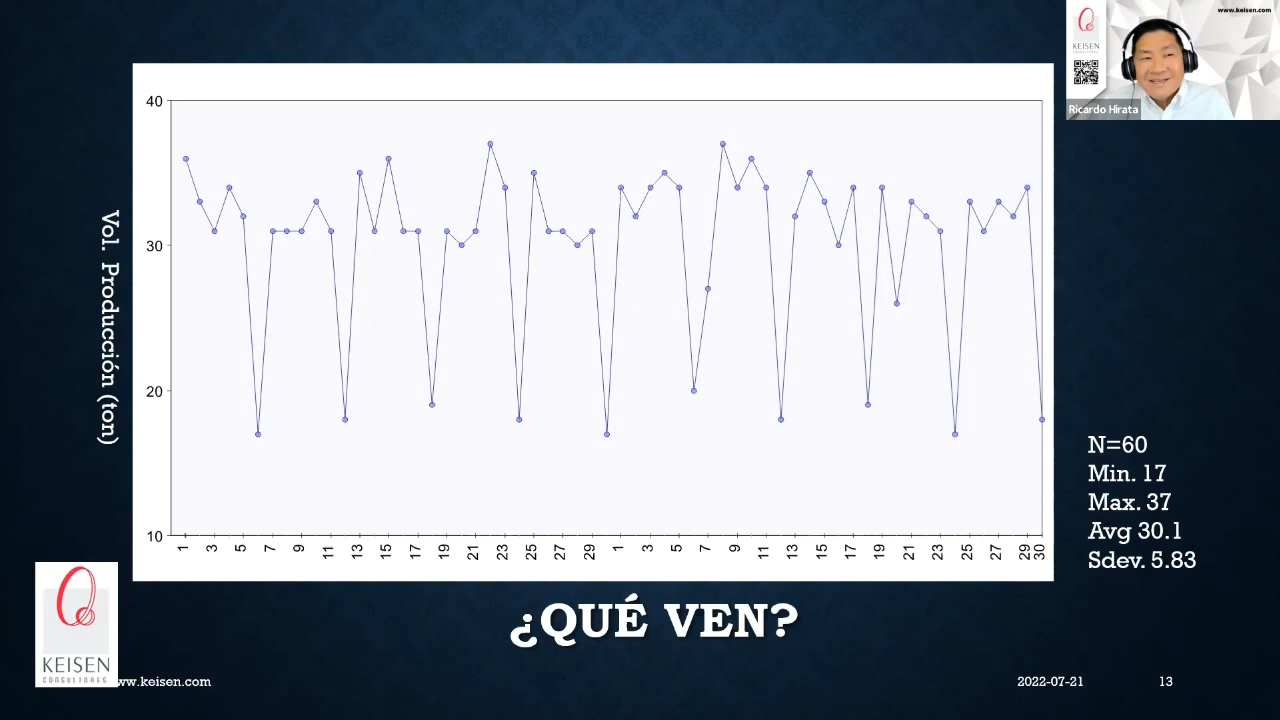 www.keisen.com
KEISEN
Ricardo Hirata
40
30
20
10
Vol. Producción (ton)
1 3 5 7 9 11 13 15 17 19 21 23 25 27 29 1 3 5 7 9 11 13 15 17 19 21 23 25 27 29 30
N=60
Min. 17
Max. 37
Avg 30.1
Sdev. 5.83
¿QUÉ VEN?
KEISEN
CONSULTORES
ww.keisen.com
2022-07-21
13